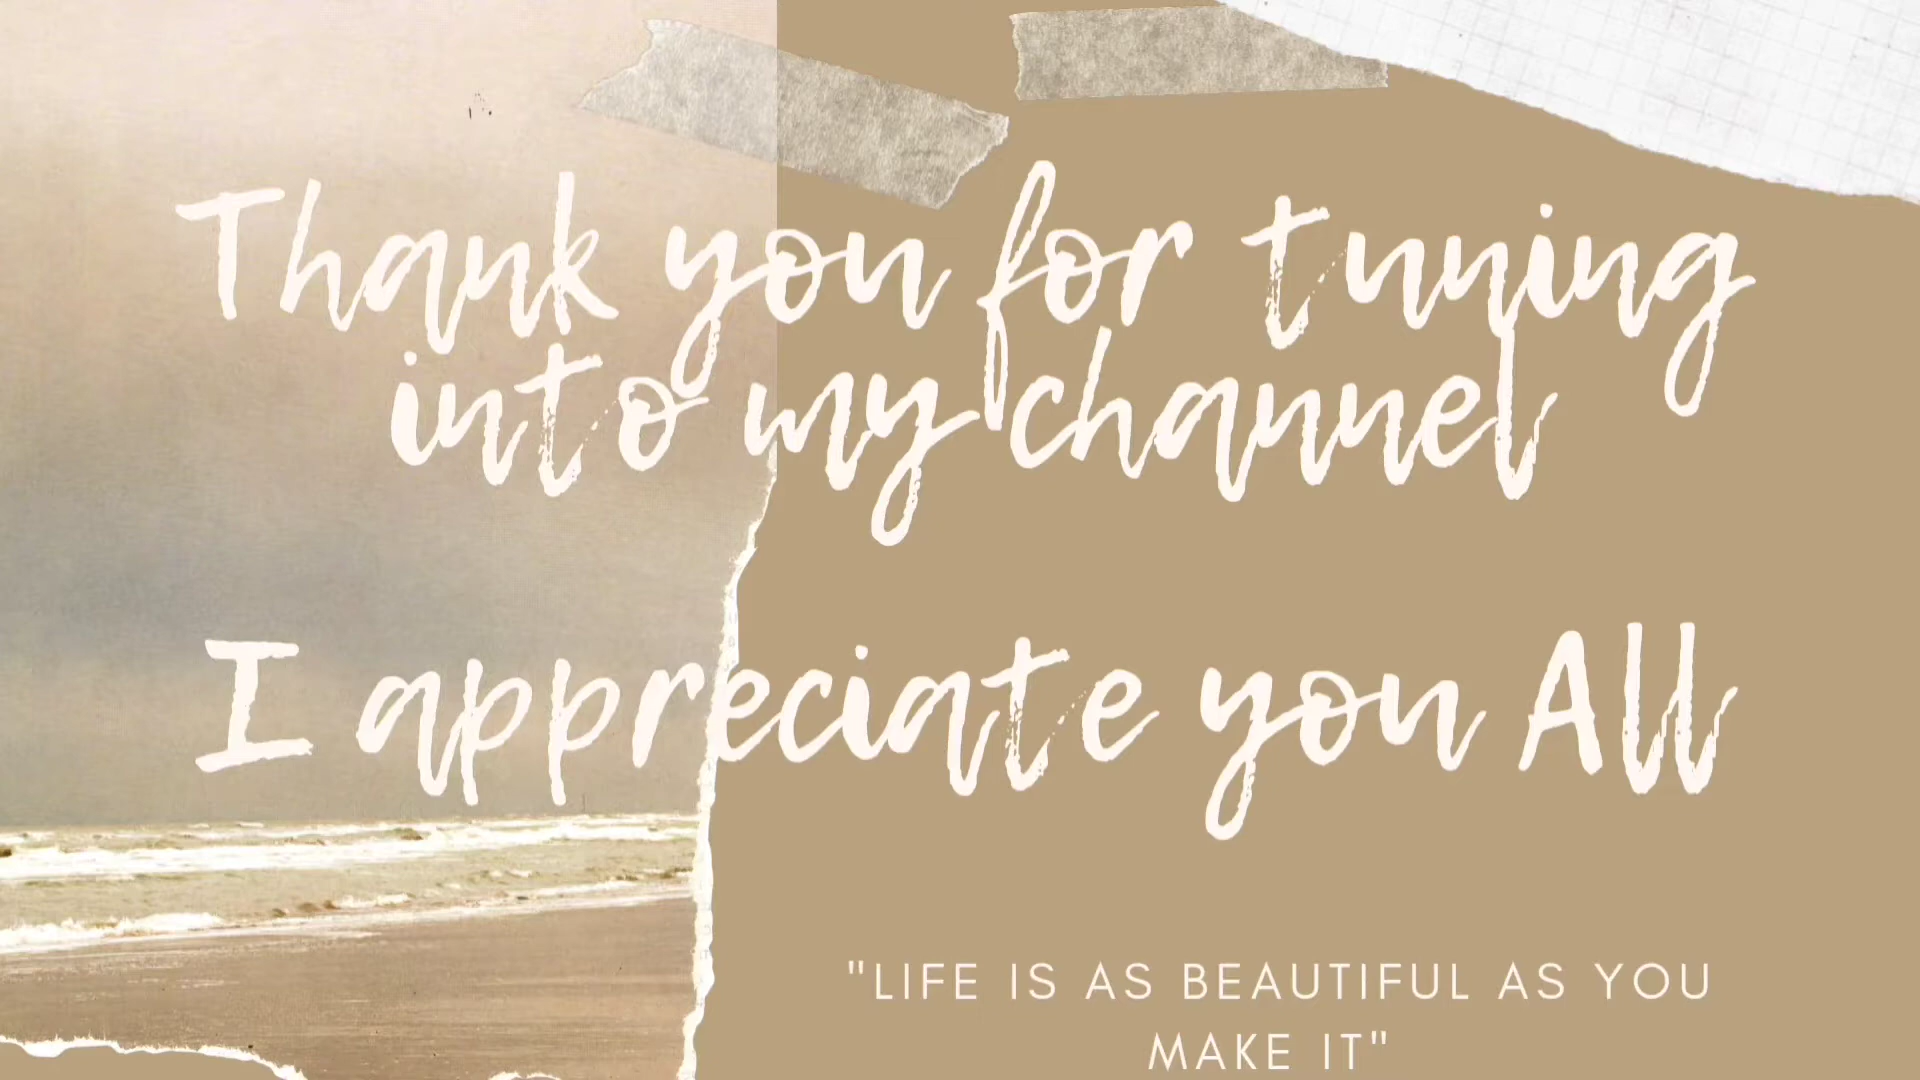 Thank you for tuning
into my channel
I appreciate you All
"LIFE IS AS BEAUTIFUL AS YOU
MAKE IT"